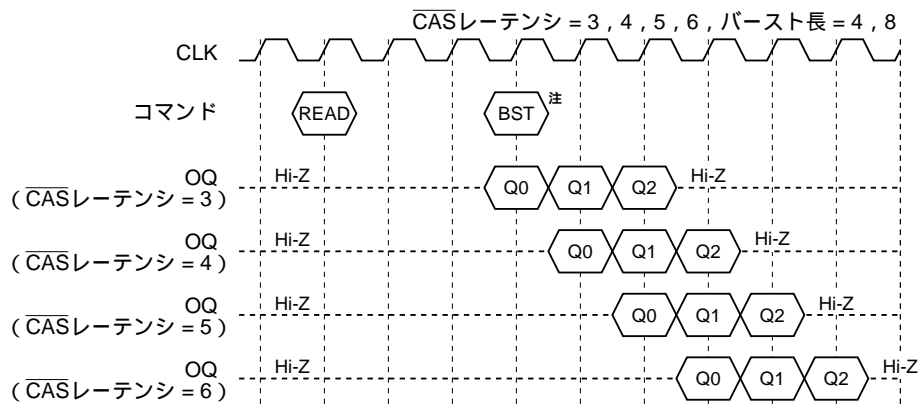 CASレーテンシ = 3 , 4 , 5 , 6 , バースト長 = 4 , 8
CLK
コマンド READ BST 注
OQ Hi-Z Q0 Q1 Q2 Hi-Z
( CASレーテンシ = 3 )
OQ Hi-Z Q0 Q1 Q2 Hi-Z
( CASレーテンシ = 4 )
OQ Hi-Z Q0 Q1 Q2 Hi-Z
( CASレーテンシ = 5 )
OQ Hi-Z Q0 Q1 Q2 Hi-Z
( CASレーテンシ = 6 )